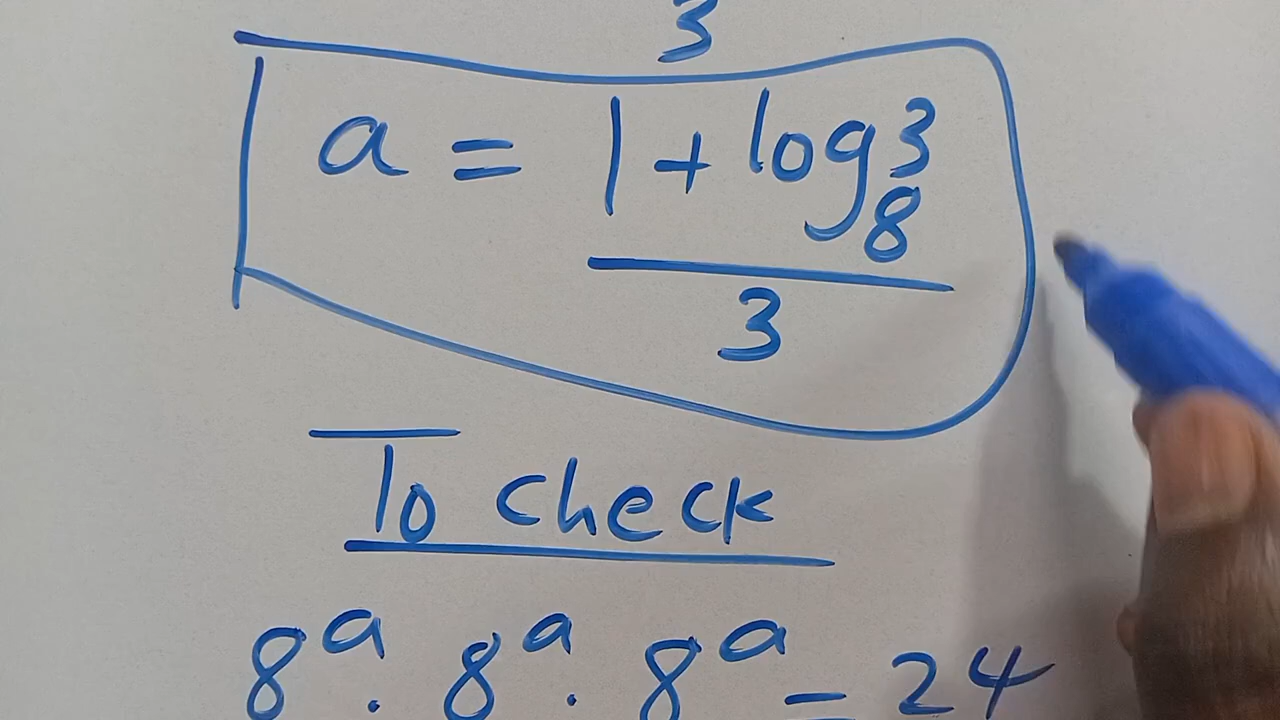 3
a = 1 + log₈3
3
To check
8ᵃ . 8ᵃ . 8ᵃ = 24